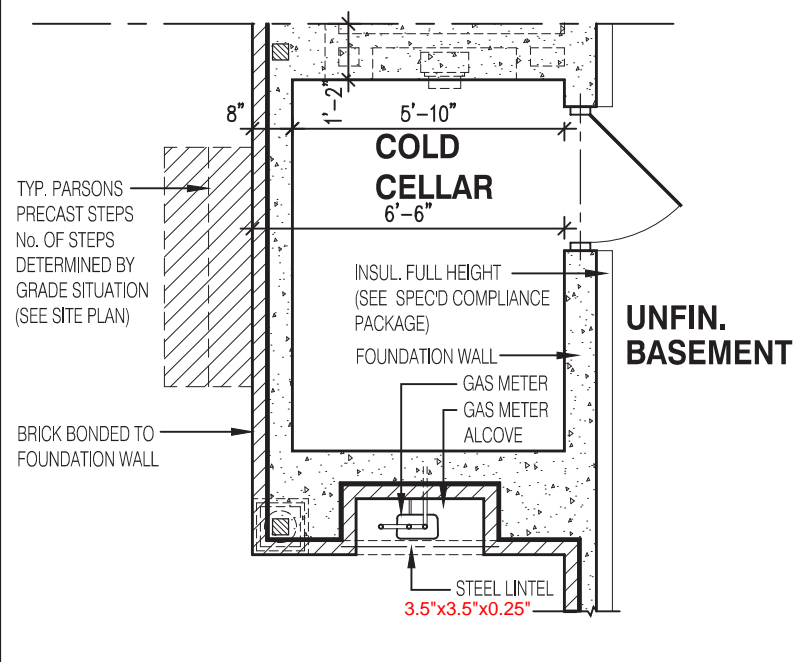 1'-2"
8"
5'-10"
COLD
CELLAR
6'-6"
TYP. PARSONS
PRECAST STEPS
No. OF STEPS
DETERMINED BY
GRADE SITUATION
(SEE SITE PLAN)
INSUL. FULL HEIGHT
(SEE SPEC'D COMPLIANCE
PACKAGE)
UNFIN.
BASEMENT
FOUNDATION WALL
GAS METER
GAS METER
ALCOVE
BRICK BONDED TO
FOUNDATION WALL
STEEL LINTEL
3.5"x3.5"x0.25"